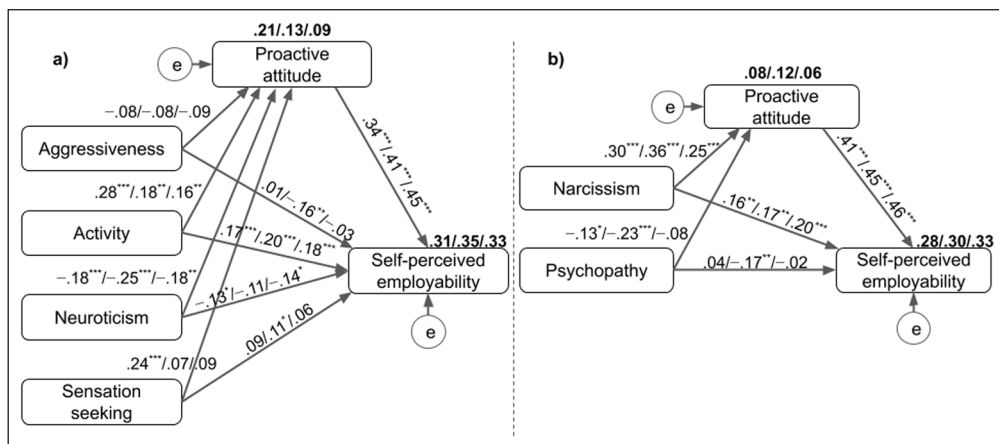 a)
.21/.13/.09
Proactive
attitude
e
−.08/−.08/−.09
Aggressiveness
.34***/.41***/.45***
.28***/.18**/.16**
.01/−.16**/−.03
Activity
.17***/.20***/.18***
.31/.35/.33
Self-perceived
employability
−.18***/−.25***/−.18**
−.13*/−.11/−.14*
Neuroticism
e
.09/.11*/.06
.24***/.07/.09
Sensation
seeking
b)
.08/.12/.06
Proactive
attitude
e
.30***/.36***/.25***
.41***/.45***/.46***
Narcissism
.16**/.17**/.20***
−.13*/−.23***/−.08
.28/.30/.33
Self-perceived
employability
Psychopathy
.04/−.17**/−.02
e